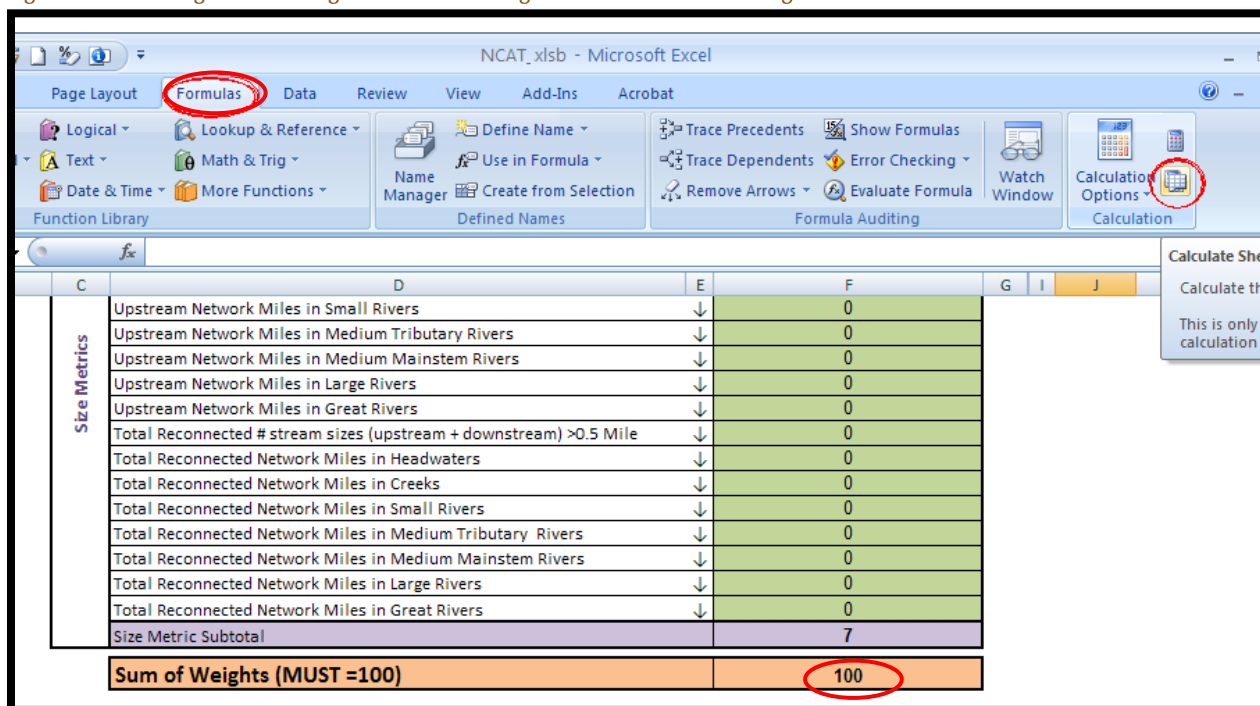 NCAT_xlsb - Microsoft Excel
Page Layout Formulas Data Review View Add-Ins Acrobat
Logical Lookup & Reference Define Name Trace Precedents Show Formulas
Text Math & Trig Name Manager Use in Formula Trace Dependents Error Checking Watch Window Calculation Options
Date & Time More Functions Create from Selection Remove Arrows Evaluate Formula
Function Library Defined Names Formula Auditing Calculation
fx
Calculate She
Calculate th
This is only
calculation
C D E F G I J
Size Metrics
Upstream Network Miles in Small Rivers ↓ 0
Upstream Network Miles in Medium Tributary Rivers ↓ 0
Upstream Network Miles in Medium Mainstem Rivers ↓ 0
Upstream Network Miles in Large Rivers ↓ 0
Upstream Network Miles in Great Rivers ↓ 0
Total Reconnected # stream sizes (upstream + downstream) >0.5 Mile ↓ 0
Total Reconnected Network Miles in Headwaters ↓ 0
Total Reconnected Network Miles in Creeks ↓ 0
Total Reconnected Network Miles in Small Rivers ↓ 0
Total Reconnected Network Miles in Medium Tributary Rivers ↓ 0
Total Reconnected Network Miles in Medium Mainstem Rivers ↓ 0
Total Reconnected Network Miles in Large Rivers ↓ 0
Total Reconnected Network Miles in Great Rivers ↓ 0
Size Metric Subtotal 7
Sum of Weights (MUST =100) 100